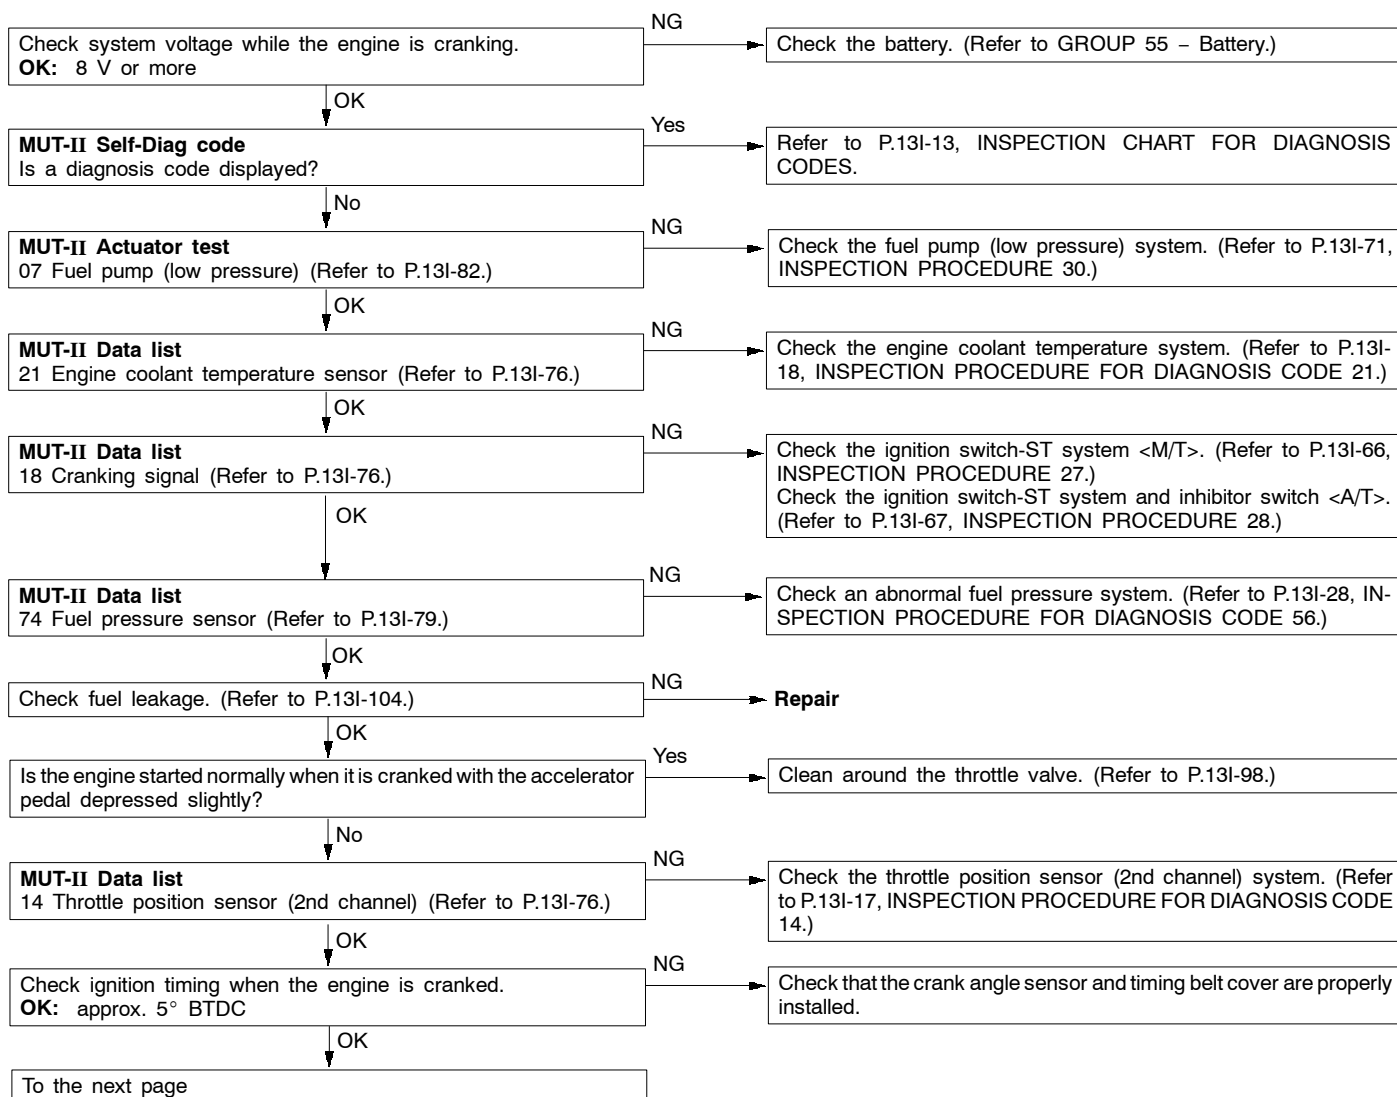 NG
Check system voltage while the engine is cranking.
OK: 8 V or more
Check the battery. (Refer to GROUP 55 – Battery.)
OK
MUT-II Self-Diag code
Is a diagnosis code displayed?
Yes
Refer to P.13I-13, INSPECTION CHART FOR DIAGNOSIS
CODES.
No
MUT-II Actuator test
07 Fuel pump (low pressure) (Refer to P.13I-82.)
NG
Check the fuel pump (low pressure) system. (Refer to P.13I-71,
INSPECTION PROCEDURE 30.)
OK
MUT-II Data list
21 Engine coolant temperature sensor (Refer to P.13I-76.)
NG
Check the engine coolant temperature system. (Refer to P.13I-
18, INSPECTION PROCEDURE FOR DIAGNOSIS CODE 21.)
OK
MUT-II Data list
18 Cranking signal (Refer to P.13I-76.)
NG
Check the ignition switch-ST system <M/T>. (Refer to P.13I-66,
INSPECTION PROCEDURE 27.)
Check the ignition switch-ST system and inhibitor switch <A/T>.
(Refer to P.13I-67, INSPECTION PROCEDURE 28.)
OK
MUT-II Data list
74 Fuel pressure sensor (Refer to P.13I-79.)
NG
Check an abnormal fuel pressure system. (Refer to P.13I-28, IN-
SPECTION PROCEDURE FOR DIAGNOSIS CODE 56.)
OK
Check fuel leakage. (Refer to P.13I-104.)
NG
Repair
OK
Is the engine started normally when it is cranked with the accelerator
pedal depressed slightly?
Yes
Clean around the throttle valve. (Refer to P.13I-98.)
No
MUT-II Data list
14 Throttle position sensor (2nd channel) (Refer to P.13I-76.)
NG
Check the throttle position sensor (2nd channel) system. (Refer
to P.13I-17, INSPECTION PROCEDURE FOR DIAGNOSIS CODE
14.)
OK
Check ignition timing when the engine is cranked.
OK: approx. 5° BTDC
NG
Check that the crank angle sensor and timing belt cover are properly
installed.
OK
To the next page